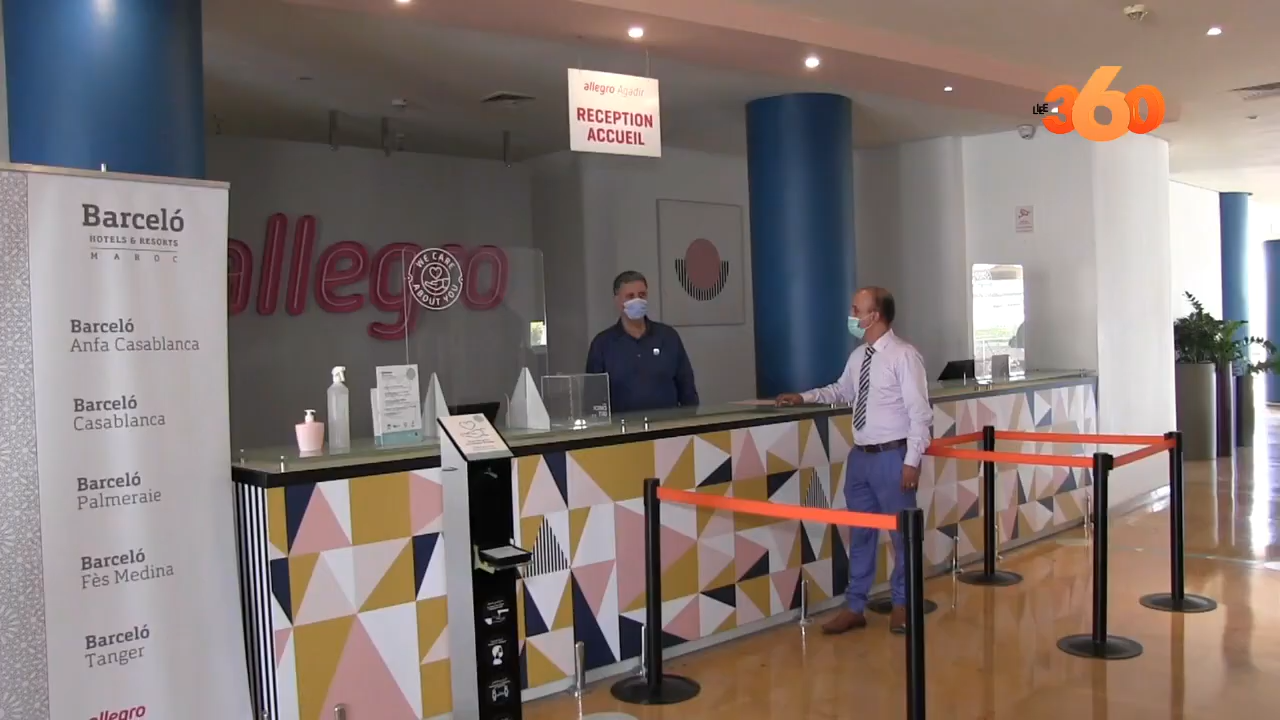 Barceló
HOTELS & RESORTS
MAROC
Barceló
Anfa Casablanca
Barceló
Casablanca
Barceló
Palmeraie
Barceló
Fès Medina
Barceló
Tanger
allegro
allegro
WE CARE
ABOUT YOU
allegro Agadir
RECEPTION
ACCUEIL
LE360